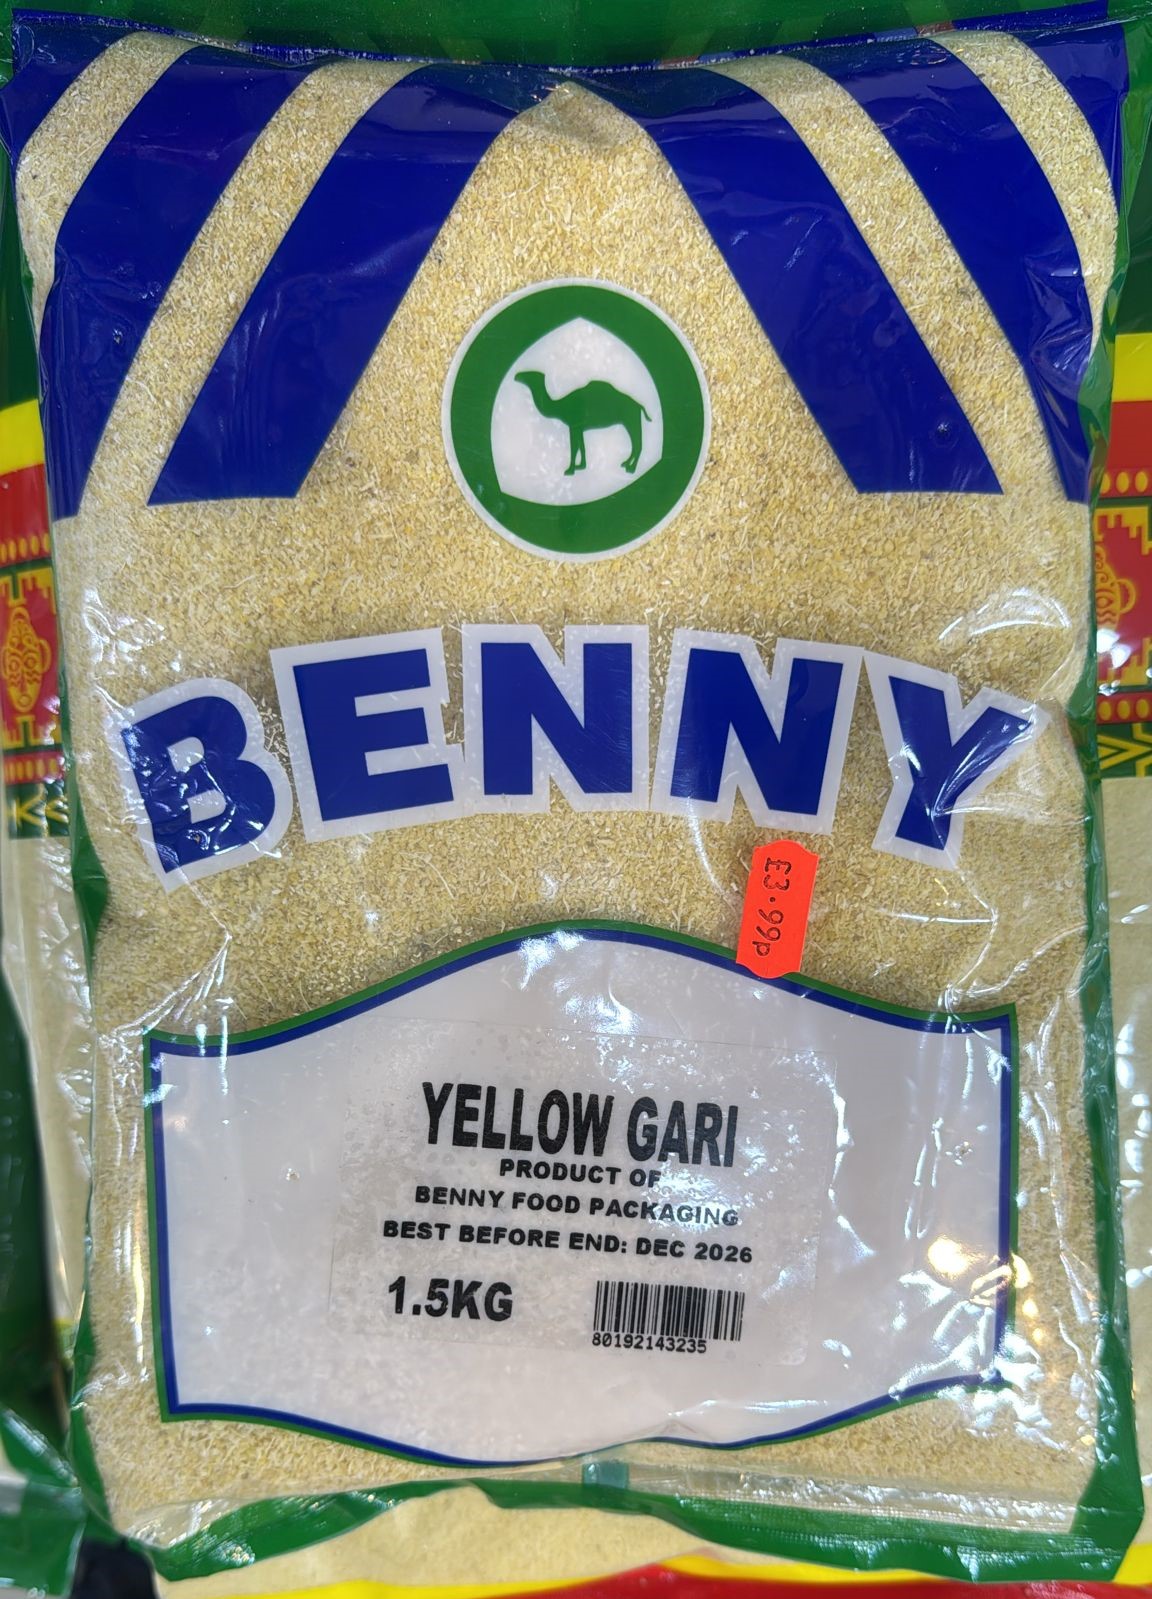 BENNY
£3.99p
YELLOW GARI
PRODUCT OF
BENNY FOOD PACKAGING
BEST BEFORE END: DEC 2026
1.5KG
80192143235